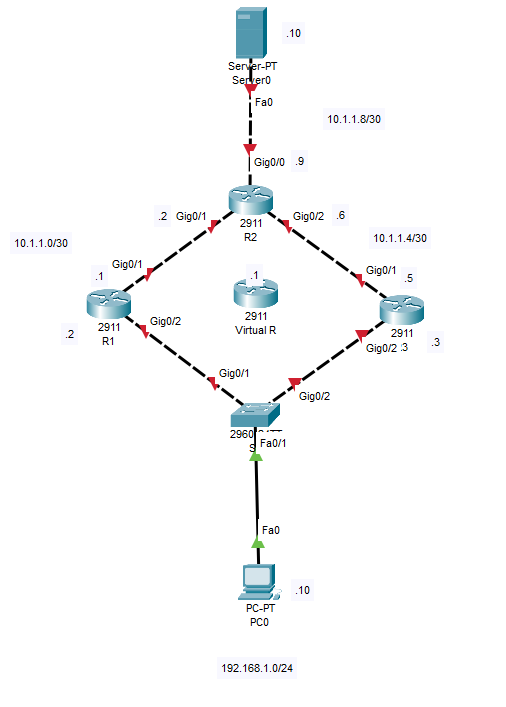 .10
Server-PT
Server0
Fa0
10.1.1.8/30
Gig0/0
.9
.2
Gig0/1
Gig0/2
.6
2911
R2
10.1.1.0/30
10.1.1.4/30
Gig0/1
.1
.1
Gig0/1
.5
2911
R1
2911
Virtual R
2911
Gig0/2
.2
Gig0/2
.3
Gig0/1
Gig0/2
2960
Fa0/1
Fa0
.10
PC-PT
PC0
192.168.1.0/24